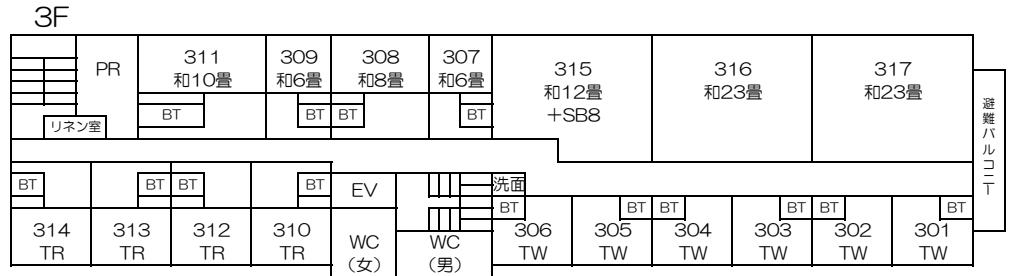 3F
PR
リネン室
311
和10畳
BT
309
和6畳
BT
308
和8畳
BT
307
和6畳
BT
315
和12畳
+SB8
316
和23畳
317
和23畳
避難バルコニー
BT
314
TR
BT
313
TR
BT
312
TR
BT
310
TR
EV
WC
(女)
WC
(男)
洗面
BT
306
TW
BT
305
TW
BT
304
TW
BT
303
TW
BT
302
TW
BT
301
TW